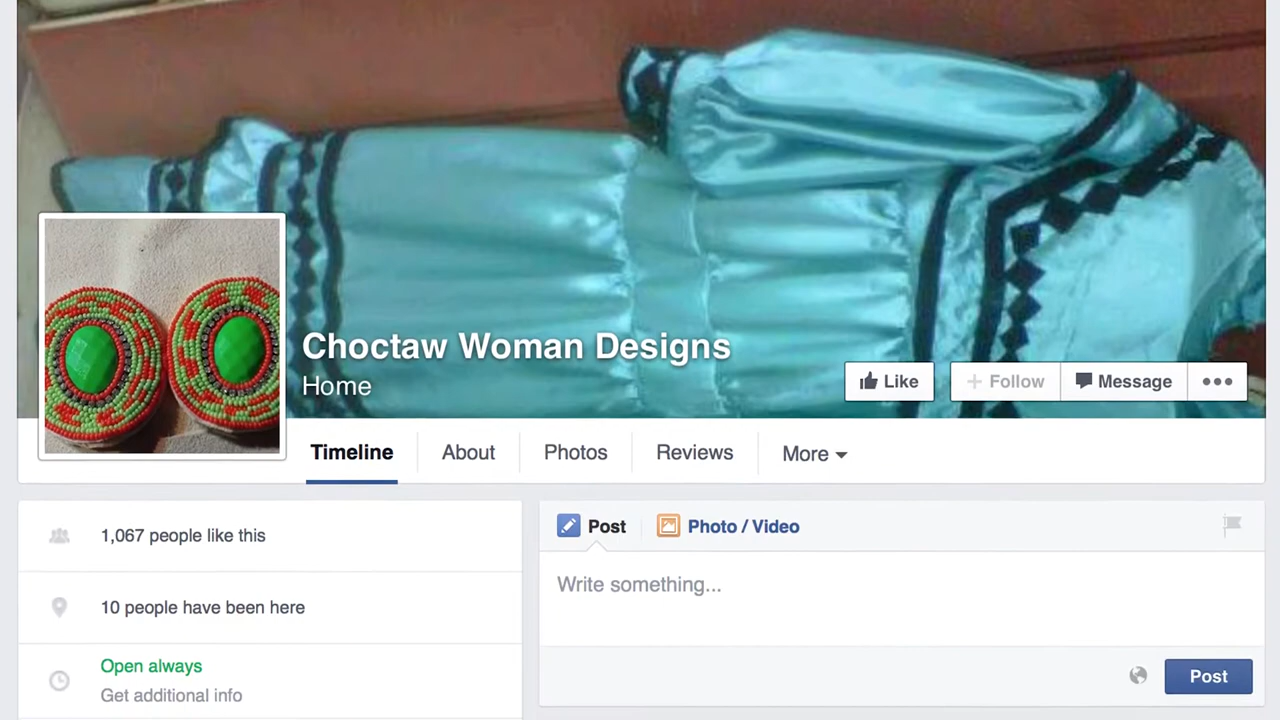 Choctaw Woman Designs
Home
Like
+ Follow
Message
Timeline
About
Photos
Reviews
More
1,067 people like this
10 people have been here
Open always
Get additional info
Post
Photo / Video
Write something...
Post